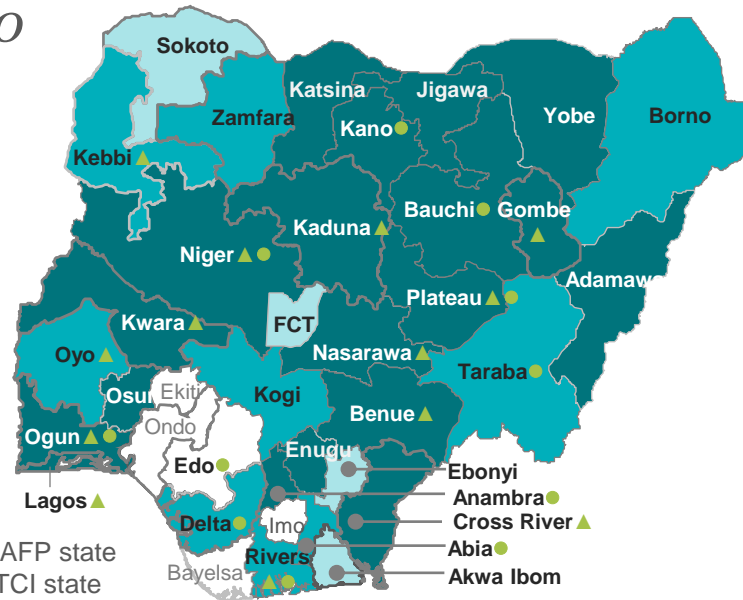 O
Sokoto
Katsina
Jigawa
Zamfara
Yobe
Borno
Kano
Kebbi
Bauchi
Gombe
Kaduna
Niger
Adamawa
Plateau
Kwara
FCT
Nasarawa
Oyo
Taraba
Osun
Ekiti
Kogi
Ondo
Benue
Ogun
Enugu
Edo
Ebonyi
Lagos
Anambra
Delta
Imo
Cross River
AFP state
Rivers
Abia
TCI state
Bayelsa
Akwa Ibom